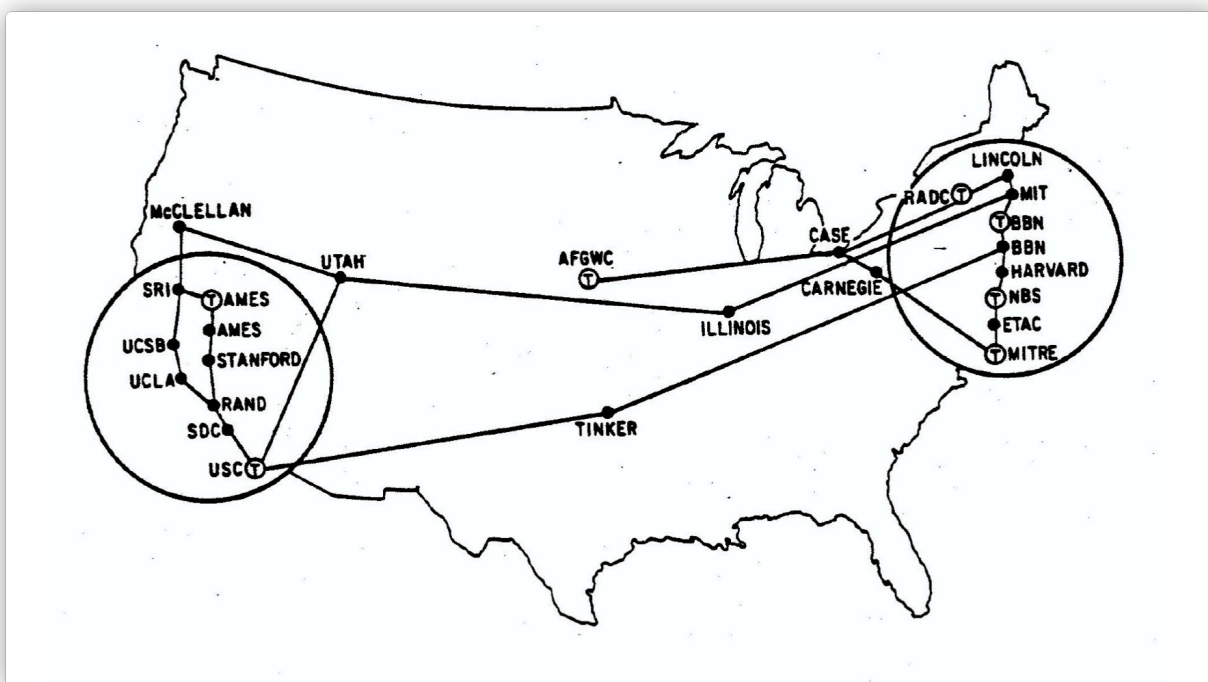 LINCOLN
RADC T
MIT
McCLELLAN
T BBN
CASE
BBN
UTAH
AFGWC
T
HARVARD
SRI
T AMES
CARNEGIE
T NBS
AMES
ILLINOIS
ETAC
UCSB
STANFORD
T MITRE
UCLA
RAND
SDC
TINKER
USC T